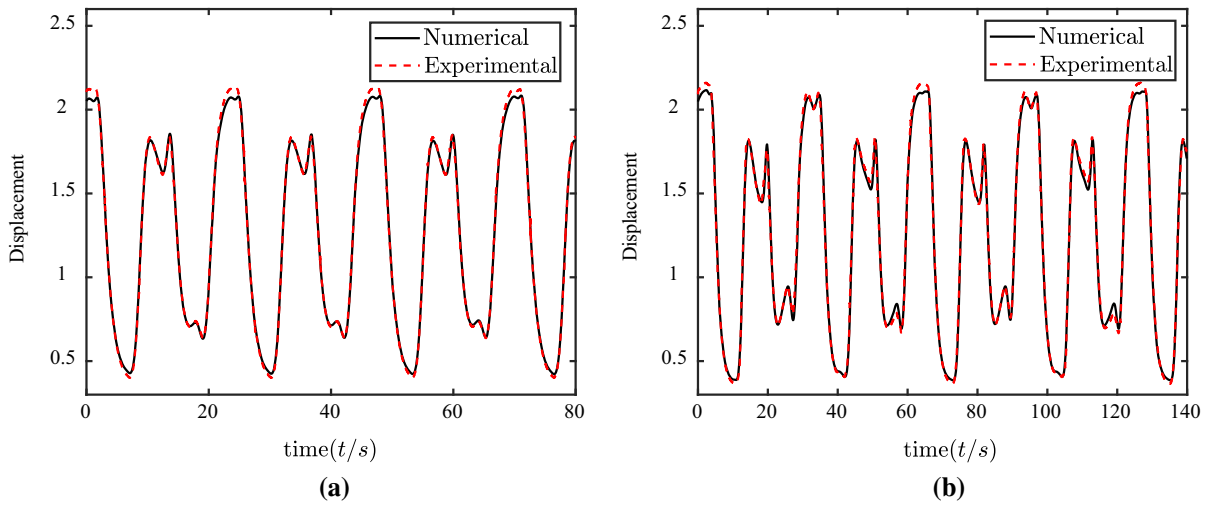 2.5
2
1.5
1
0.5
Displacement
0 20 40 60 80
time(t/s)
Numerical
Experimental
(a)
2.5
2
1.5
1
0.5
Displacement
0 20 40 60 80 100 120 140
time(t/s)
Numerical
Experimental
(b)